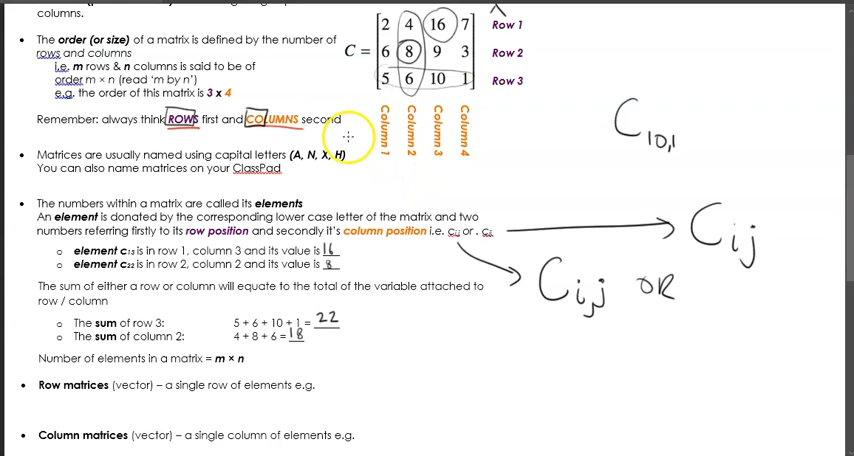 columns.
The order (or size) of a matrix is defined by the number of
rows and columns
i.e. m rows & n columns is said to be of
order m × n (read 'm by n')
e.g. the order of this matrix is 3 x 4
Remember: always think ROWS first and COLUMNS second
C = [2 4 16 7
6 8 9 3
5 6 10 1]
Row 1
Row 2
Row 3
Column 1
Column 2
Column 3
Column 4
C10,1
Matrices are usually named using capital letters (A, N, X, H)
You can also name matrices on your ClassPad
The numbers within a matrix are called its elements
An element is donated by the corresponding lower case letter of the matrix and two
numbers referring firstly to its row position and secondly it's column position i.e. ci,j or . cij
Cij
Ci,j OR
element c13 is in row 1, column 3 and its value is 16
element c22 is in row 2, column 2 and its value is 8
The sum of either a row or column will equate to the total of the variable attached to
row / column
The sum of row 3: 5 + 6 + 10 + 1 = 22
The sum of column 2: 4 + 8 + 6 = 18
Number of elements in a matrix = m × n
Row matrices (vector) – a single row of elements e.g.
Column matrices (vector) – a single column of elements e.g.